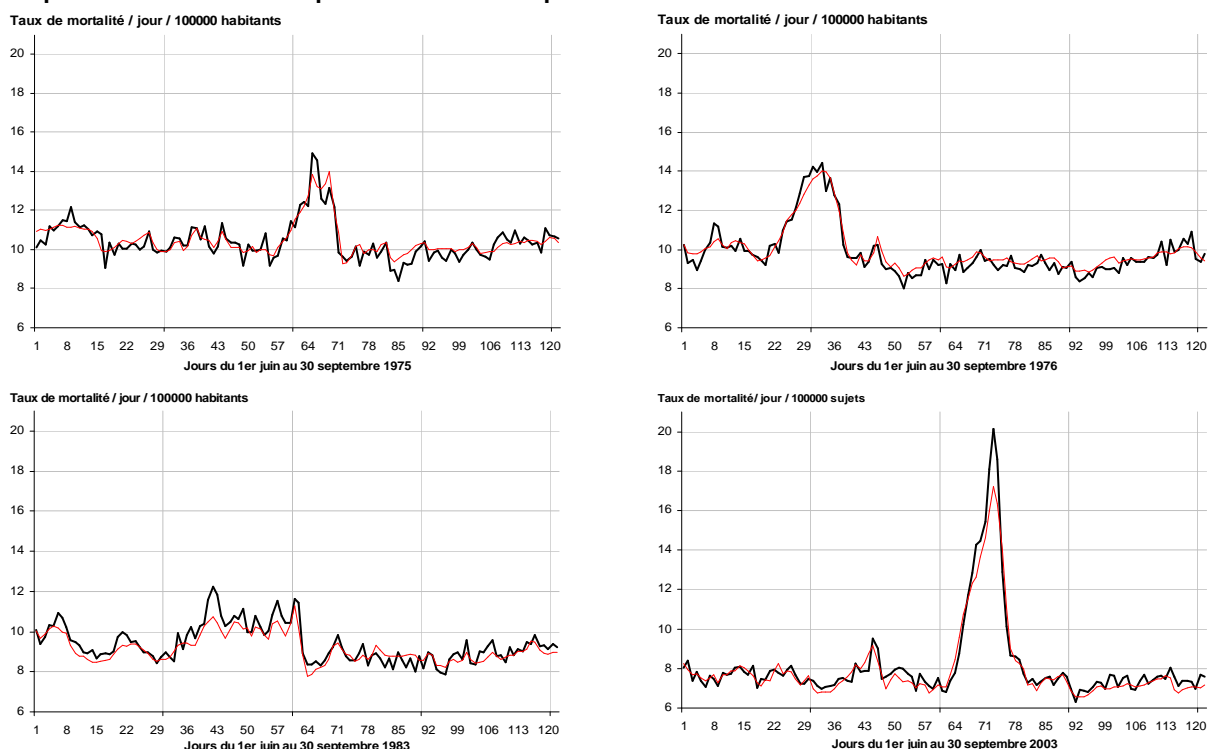 Taux de mortalité / jour / 100000 habitants
20
18
16
14
12
10
8
6
1 8 15 22 29 36 43 50 57 64 71 78 85 92 99 106 113 120
Jours du 1er juin au 30 septembre 1975
Taux de mortalité / jour / 100000 habitants
20
18
16
14
12
10
8
6
1 8 15 22 29 36 43 50 57 64 71 78 85 92 99 106 113 120
Jours du 1er juin au 30 septembre 1976
Taux de mortalité / jour / 100000 habitants
20
18
16
14
12
10
8
6
1 8 15 22 29 36 43 50 57 64 71 78 85 92 99 106 113 120
Jours du 1er juin au 30 septembre 1983
Taux de mortalité/ jour / 100000 sujets
20
18
16
14
12
10
8
6
1 8 15 22 29 36 43 50 57 64 71 78 85 92 99 106 113 120
Jours du 1er juin au 30 septembre 2003